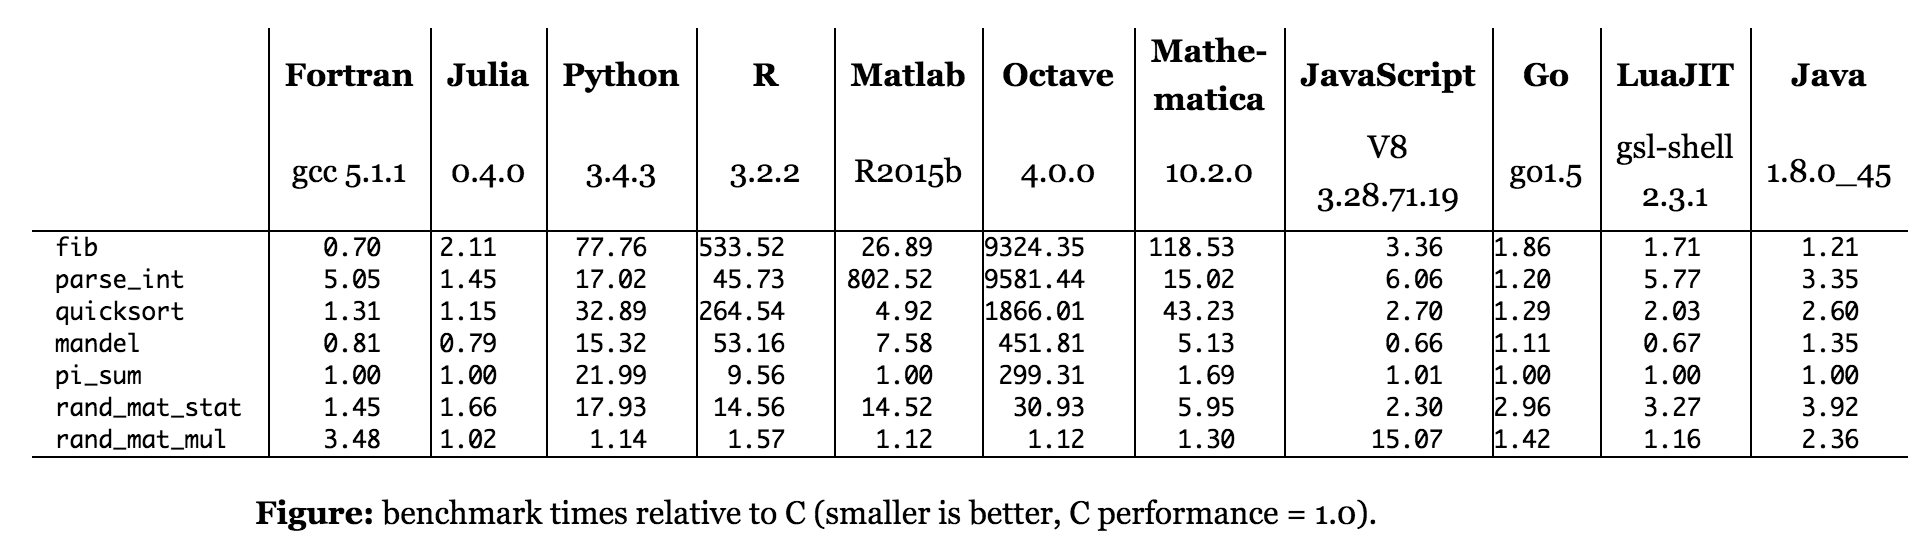 Fortran Julia Python R Matlab Octave Mathe-matica JavaScript Go LuaJIT Java
gcc 5.1.1 0.4.0 3.4.3 3.2.2 R2015b 4.0.0 10.2.0 V8 3.28.71.19 go1.5 gsl-shell 2.3.1 1.8.0_45
fib 0.70 2.11 77.76 533.52 26.89 9324.35 118.53 3.36 1.86 1.71 1.21
parse_int 5.05 1.45 17.02 45.73 802.52 9581.44 15.02 6.06 1.20 5.77 3.35
quicksort 1.31 1.15 32.89 264.54 4.92 1866.01 43.23 2.70 1.29 2.03 2.60
mandel 0.81 0.79 15.32 53.16 7.58 451.81 5.13 0.66 1.11 0.67 1.35
pi_sum 1.00 1.00 21.99 9.56 1.00 299.31 1.69 1.01 1.00 1.00 1.00
rand_mat_stat 1.45 1.66 17.93 14.56 14.52 30.93 5.95 2.30 2.96 3.27 3.92
rand_mat_mul 3.48 1.02 1.14 1.57 1.12 1.12 1.30 15.07 1.42 1.16 2.36
Figure: benchmark times relative to C (smaller is better, C performance = 1.0).